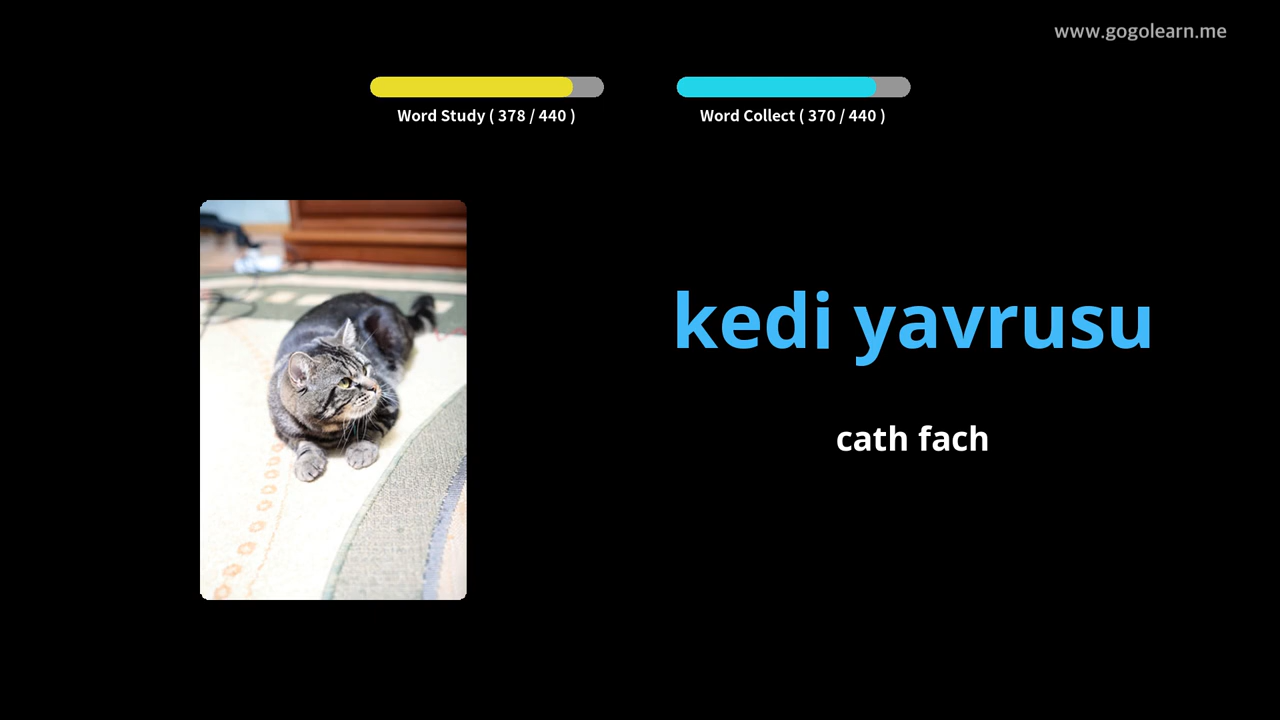 www.gogolearn.me
Word Study ( 378 / 440 )
Word Collect ( 370 / 440 )
kedi yavrusu
cath fach